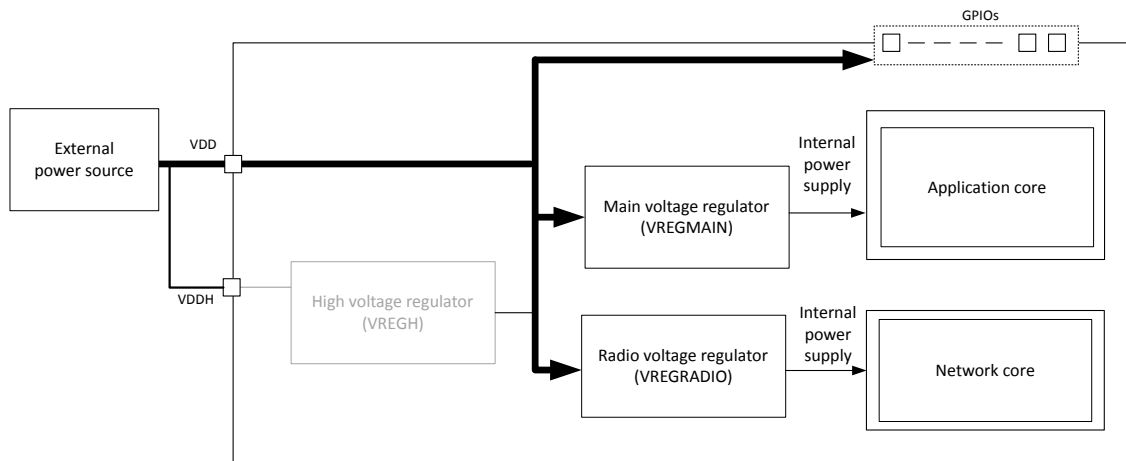 GPIOs
External
power source
VDD
VDDH
High voltage regulator
(VREGH)
Main voltage regulator
(VREGMAIN)
Internal
power
supply
Application core
Radio voltage regulator
(VREGRADIO)
Internal
power
supply
Network core